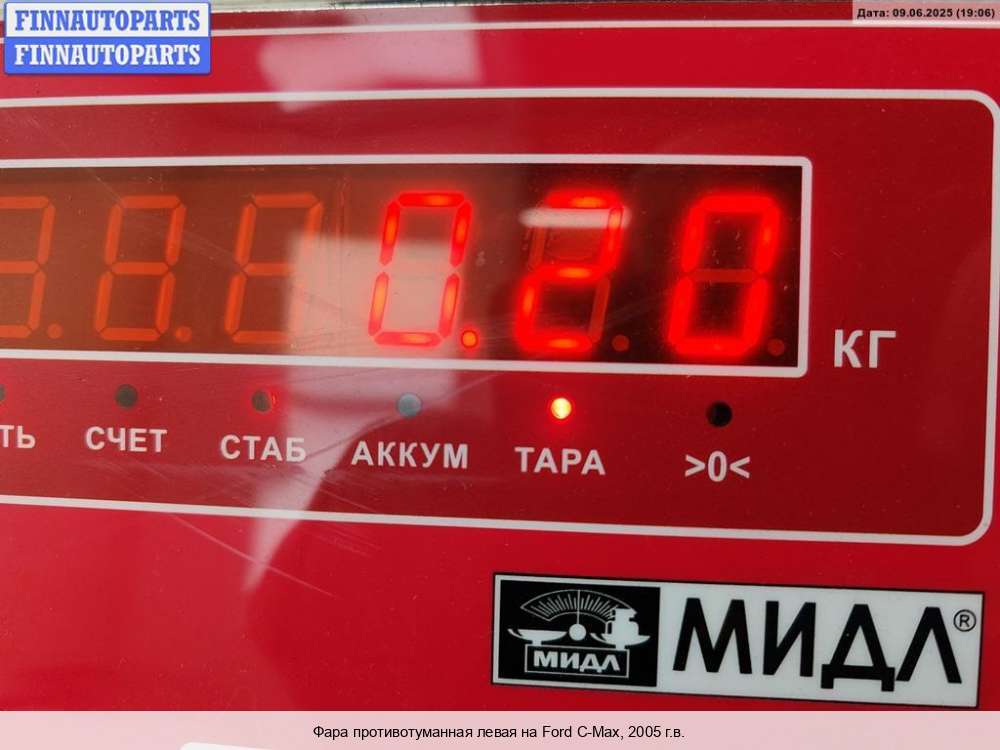 FINNAUTOPARTS
FINNAUTOPARTS
Дата: 09.06.2025 (19:06)
0.20
КГ
ТЬ СЧЕТ СТАБ АККУМ ТАРА >0<
МИДЛ
МИДЛ®
Фара противотуманная левая на Ford C-Max, 2005 г.в.